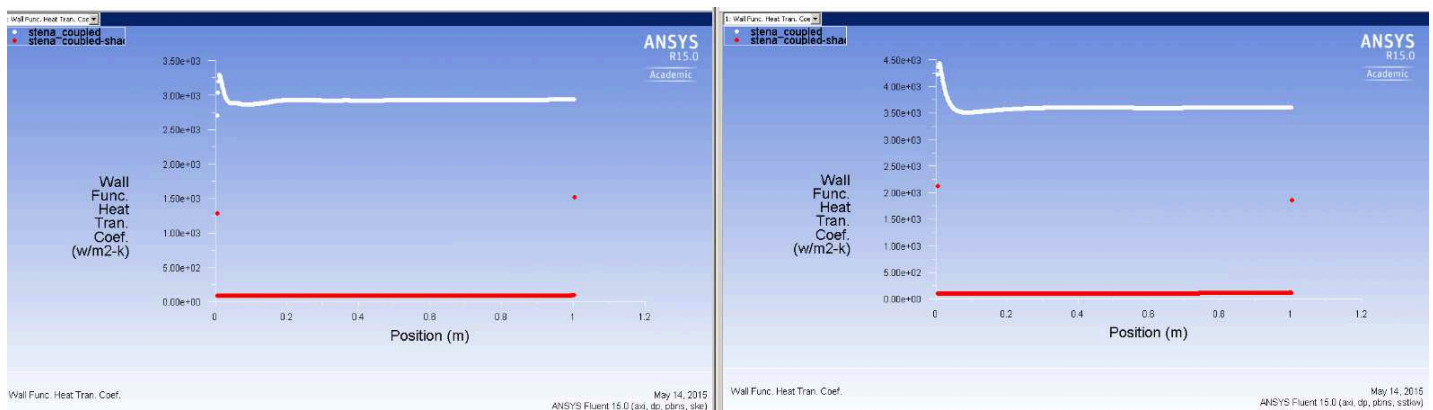 1: Wall Func. Heat Tran. Coe
stena_coupled
stena_coupled-sha
ANSYS
R15.0
Academic
3.50e+03
3.00e+03
2.50e+03
2.00e+03
1.50e+03
1.00e+03
5.00e+02
0.00e+00
Wall
Func.
Heat
Tran.
Coef.
(w/m2-k)
0 0.2 0.4 0.6 0.8 1 1.2
Position (m)
Wall Func. Heat Tran. Coef.
May 14, 2015
ANSYS Fluent 15.0 (axi, dp, pbns, ske)
1: Wall Func. Heat Tran. Coef
stena_coupled
stena_coupled-sha
ANSYS
R15.0
Academic
4.50e+03
4.00e+03
3.50e+03
3.00e+03
2.50e+03
2.00e+03
1.50e+03
1.00e+03
5.00e+02
0.00e+00
Wall
Func.
Heat
Tran.
Coef.
(w/m2-k)
0 0.2 0.4 0.6 0.8 1 1.2
Position (m)
Wall Func. Heat Tran. Coef.
May 14, 2015
ANSYS Fluent 15.0 (axi, dp, pbns, sstkw)